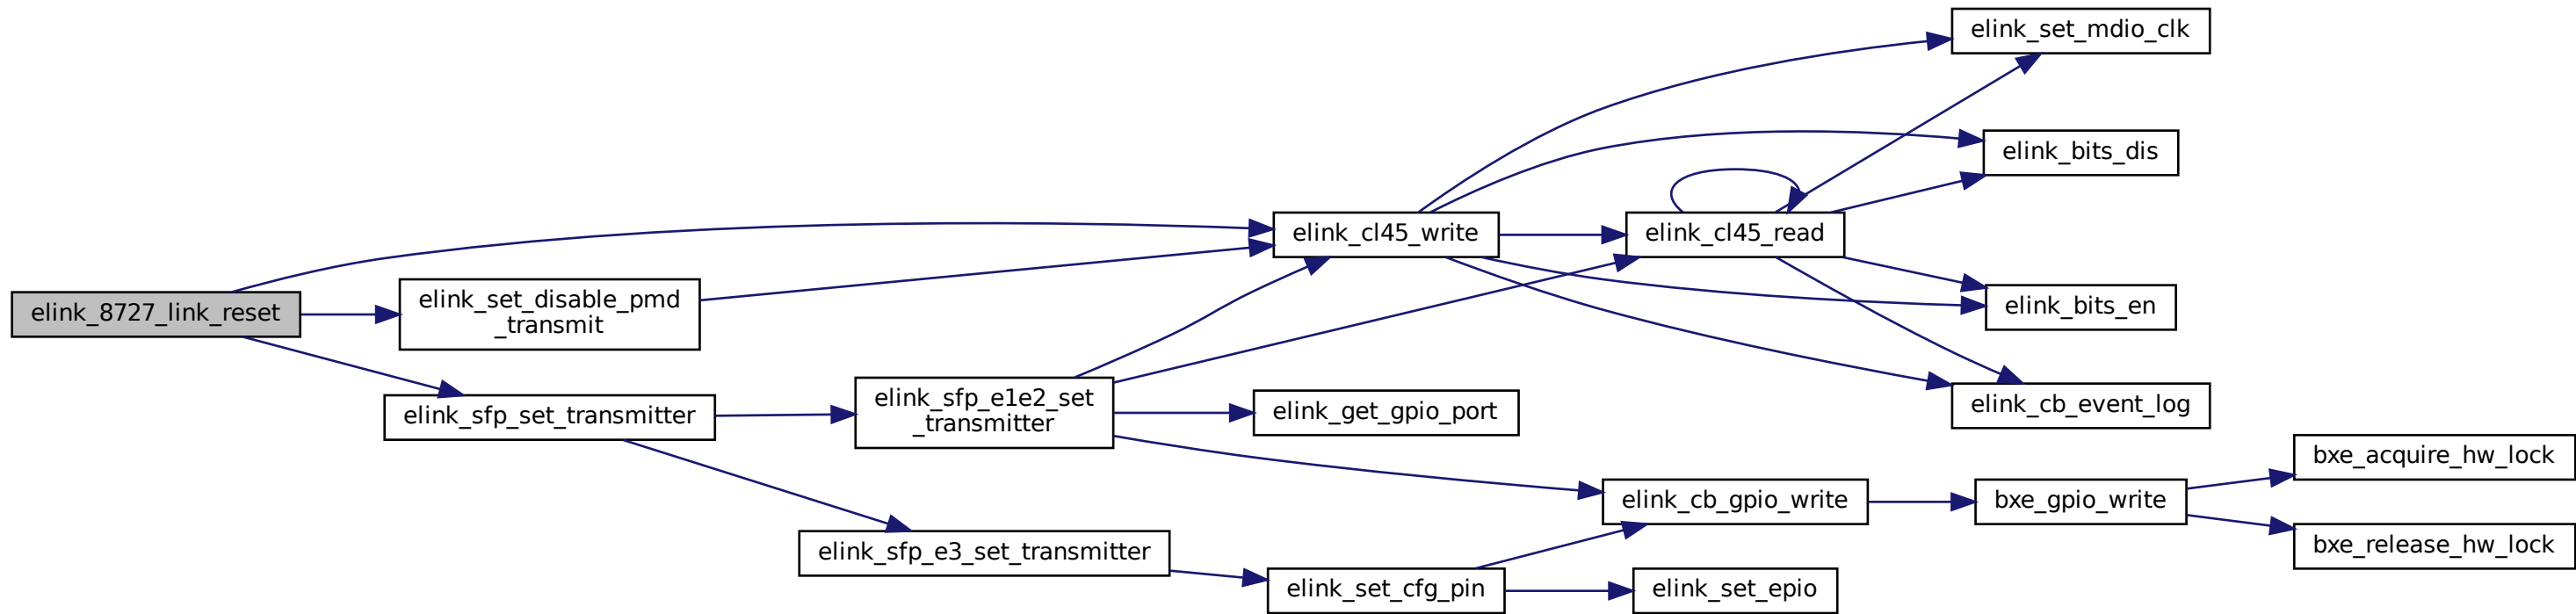 elink_8727_link_reset
elink_set_disable_pmd
_transmit
elink_sfp_set_transmitter
elink_sfp_e1e2_set
_transmitter
elink_sfp_e3_set_transmitter
elink_cl45_write
elink_get_gpio_port
elink_set_cfg_pin
elink_cl45_read
elink_cb_gpio_write
elink_set_epio
elink_set_mdio_clk
elink_bits_dis
elink_bits_en
elink_cb_event_log
bxe_gpio_write
bxe_acquire_hw_lock
bxe_release_hw_lock